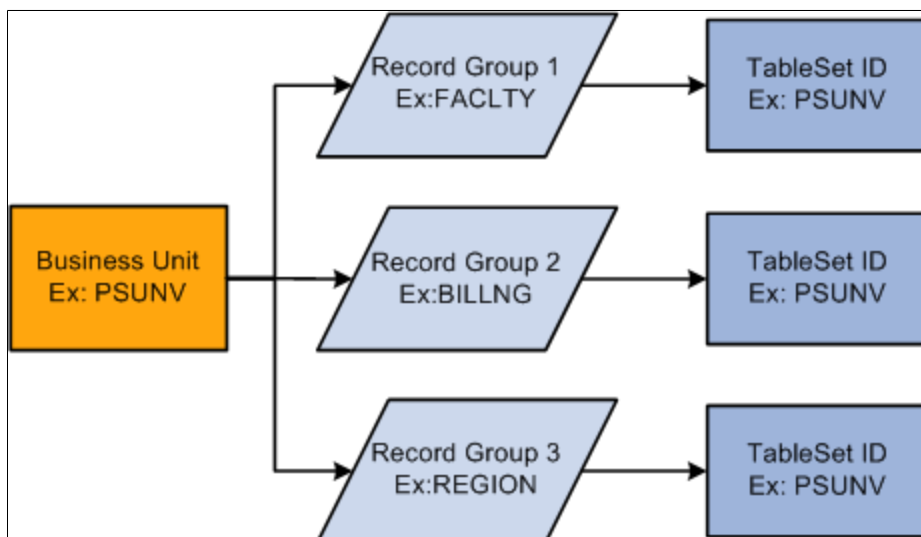 Record Group 1
Ex:FACLTY
TableSet ID
Ex: PSUNV
Business Unit
Ex: PSUNV
Record Group 2
Ex:BILLNG
TableSet ID
Ex: PSUNV
Record Group 3
Ex:REGION
TableSet ID
Ex: PSUNV